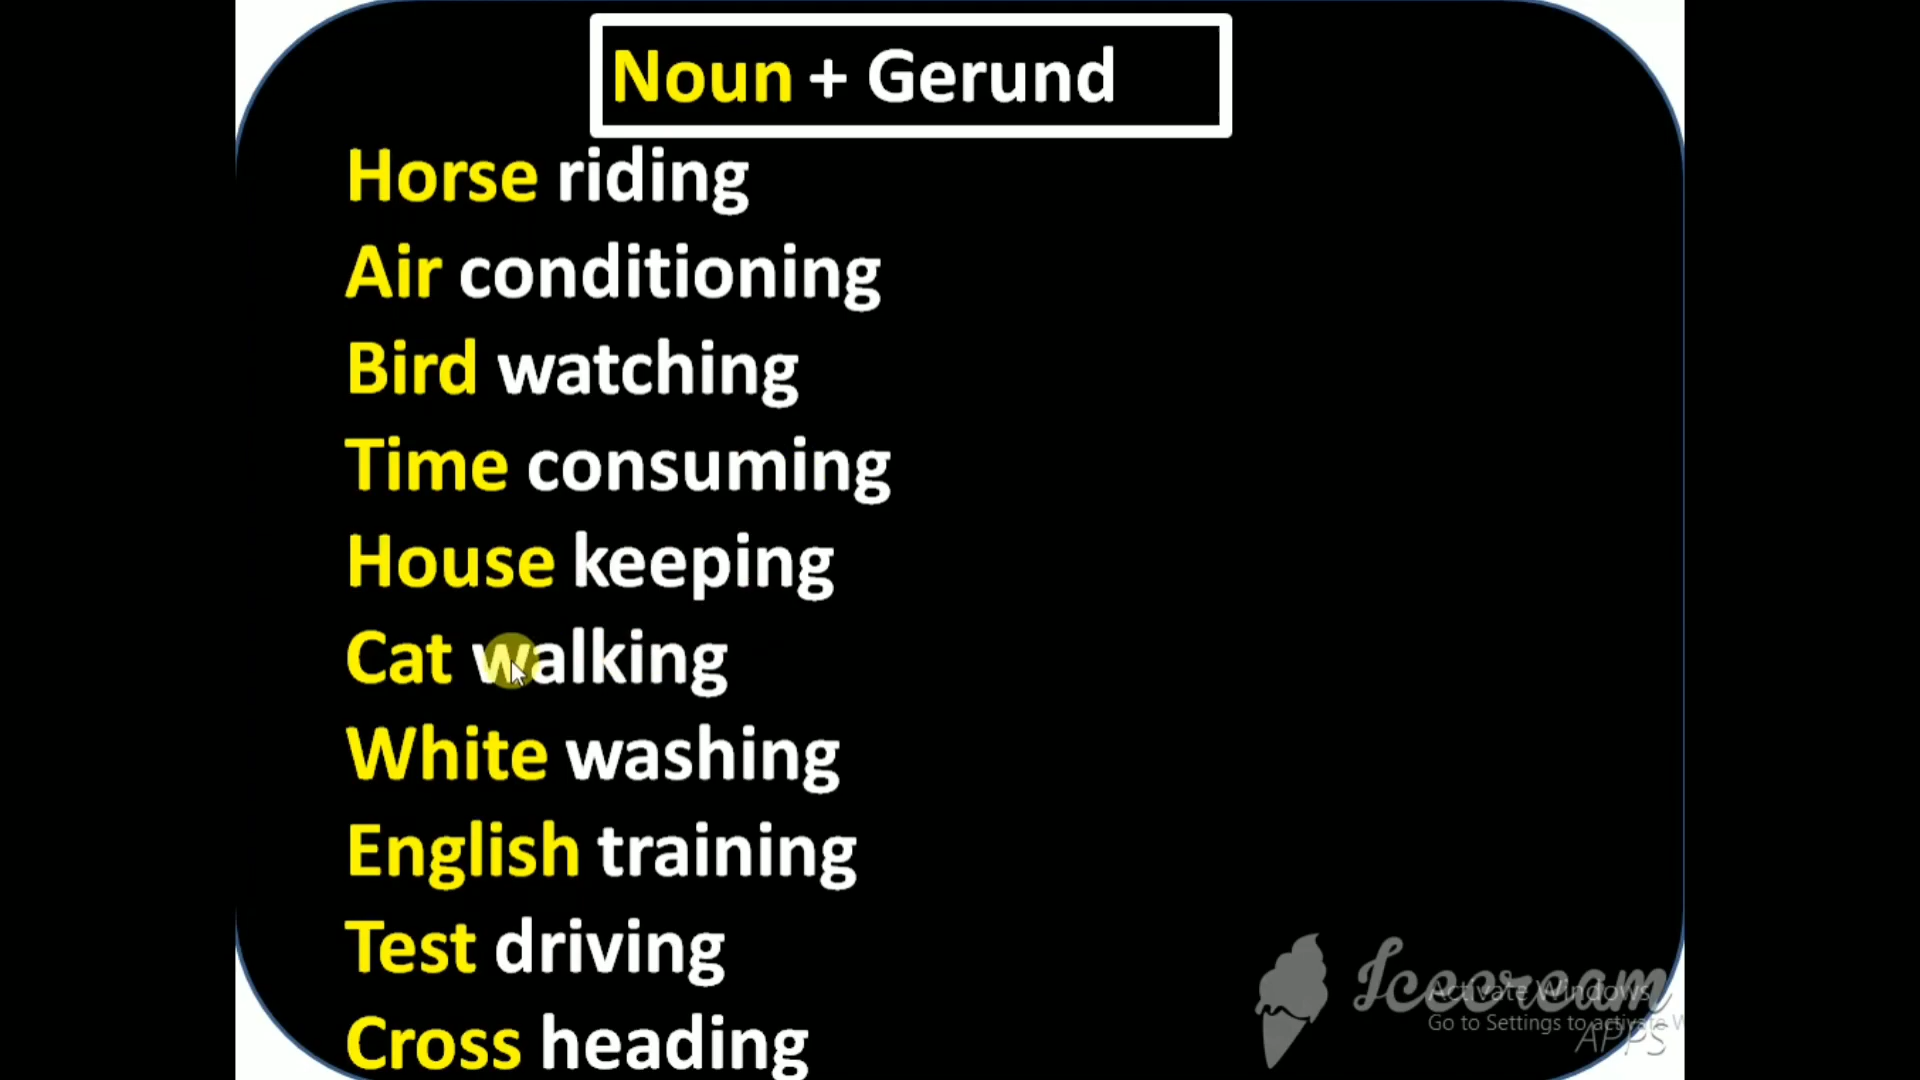 Noun + Gerund
Horse riding
Air conditioning
Bird watching
Time consuming
House keeping
Cat walking
White washing
English training
Test driving
Cross heading
Icecream
APPS
Activate Windows
Go to Settings to activate W